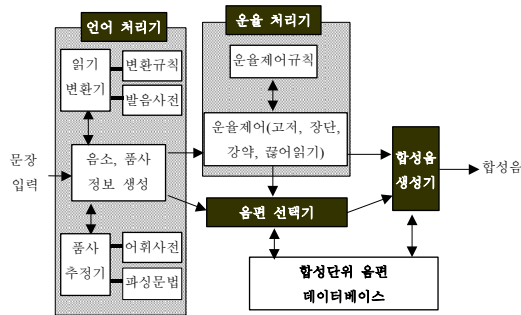 언어 처리기
운율 처리기
읽기
변환기
변환규칙
발음사전
운율제어규칙
문장
입력
음소, 품사
정보 생성
운율제어(고저, 장단,
강약, 끊어읽기)
합성음
생성기
합성음
음편 선택기
품사
추정기
어휘사전
파싱문법
합성단위 음편
데이터베이스